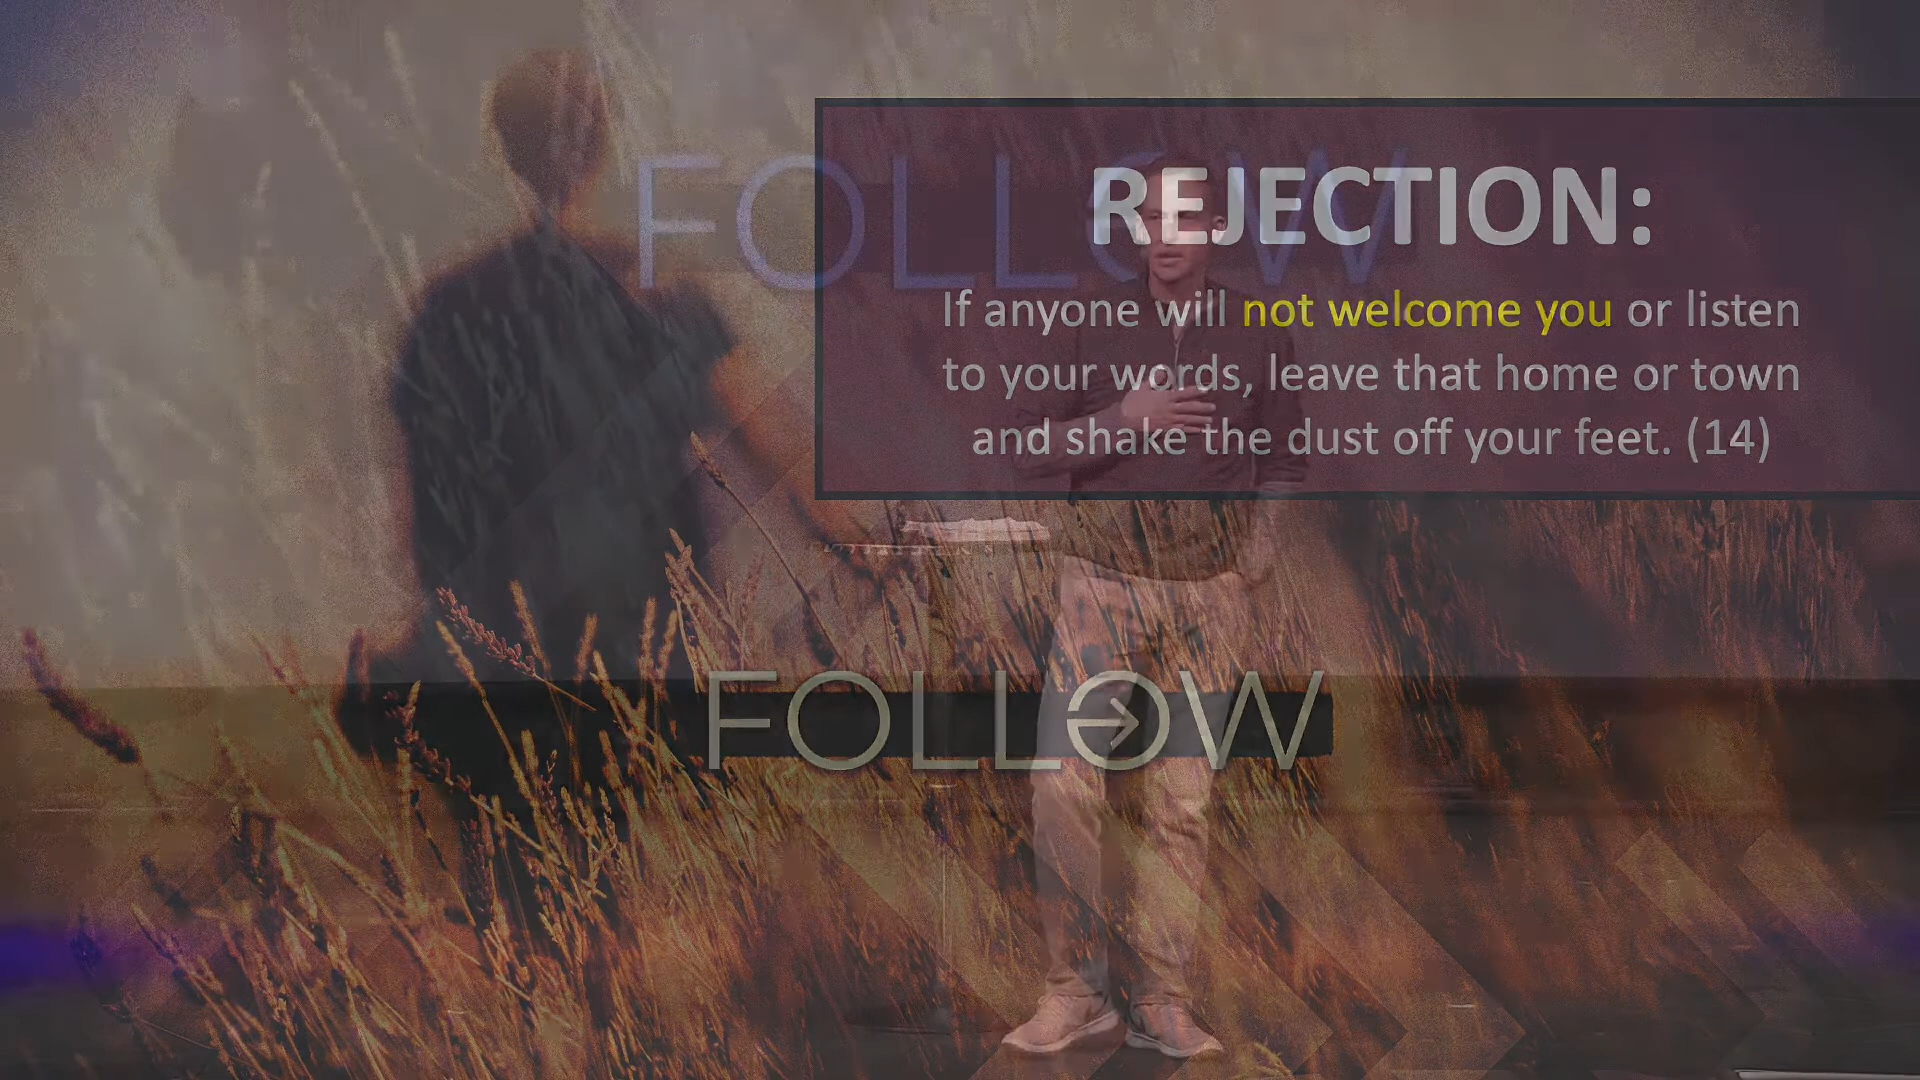 FOLLOW
REJECTION:
If anyone will not welcome you or listen
to your words, leave that home or town
and shake the dust off your feet. (14)
FOLLOW